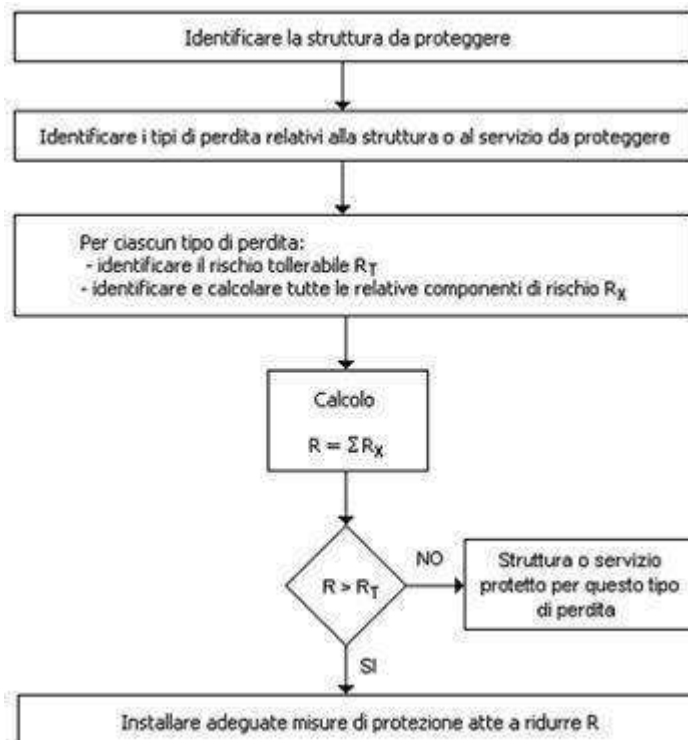 Identificare la struttura da proteggere
Identificare i tipi di perdita relativi alla struttura o al servizio da proteggere
Per ciascun tipo di perdita:
- identificare il rischio tollerabile RT
- identificare e calcolare tutte le relative componenti di rischio RX
Calcolo
R = ΣRX
R > RT
NO
Struttura o servizio
protetto per questo tipo
di perdita
SI
Installare adeguate misure di protezione atte a ridurre R